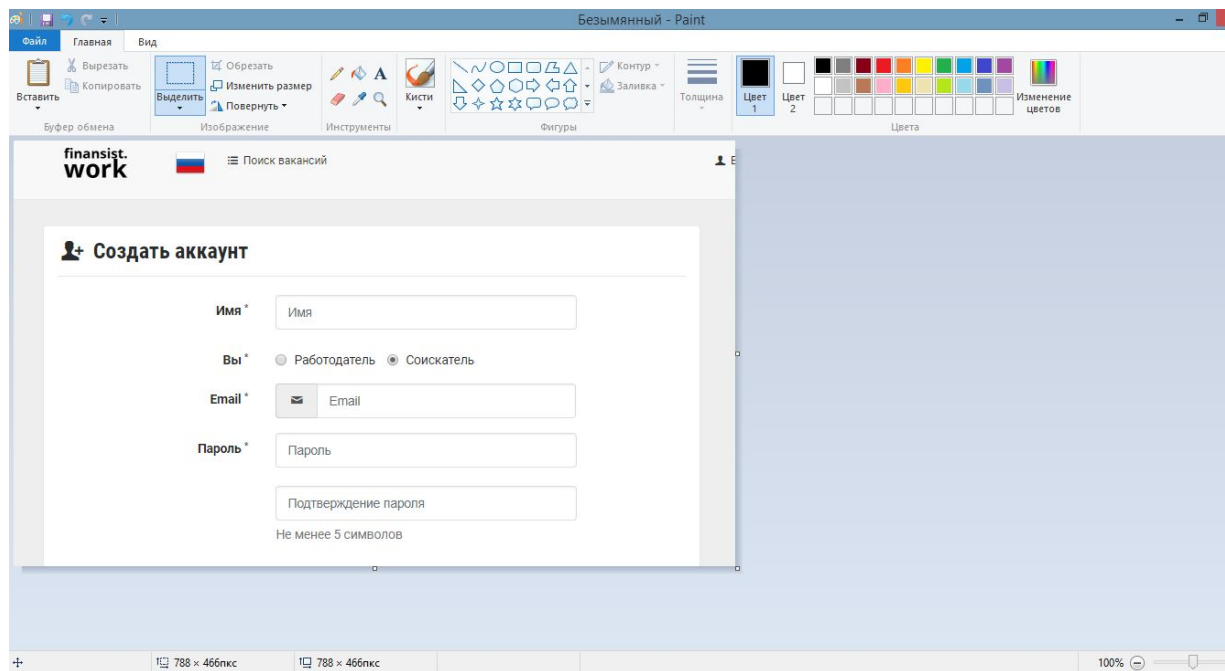 Безымянный - Paint
Файл Главная Вид
Вставить
Вырезать
Копировать
Буфер обмена
Выделить
Обрезать
Изменить размер
Повернуть
Изображение
A
Инструменты
Кисти
Контур
Заливка
Фигуры
Толщина
Цвет 1
Цвет 2
Изменение цветов
Цвета
finansist.
work
Поиск вакансий
Создать аккаунт
Имя * Имя
Вы * Работодатель Соискатель
Email * Email
Пароль * Пароль
Подтверждение пароля
Не менее 5 символов
788 × 466пкс 788 × 466пкс 100%